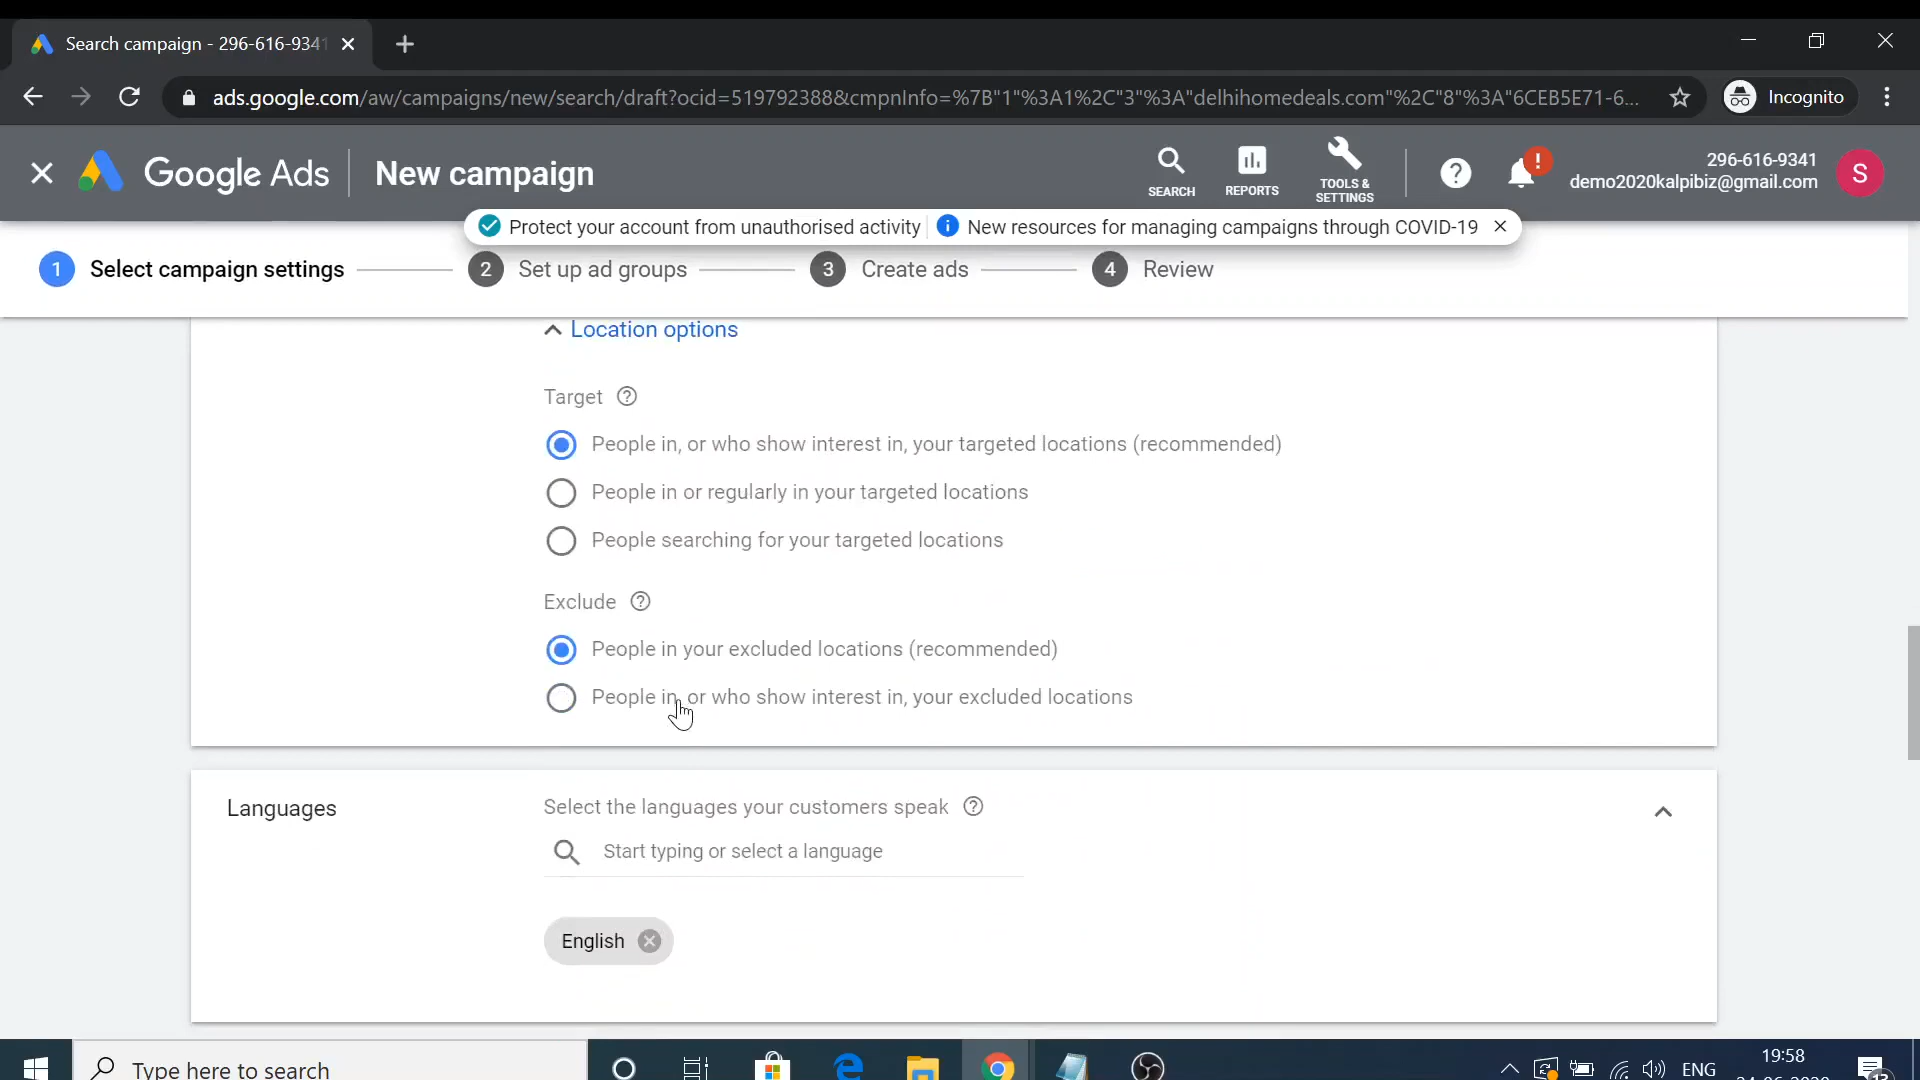 Search campaign - 296-616-9341
ads.google.com/aw/campaigns/new/search/draft?ocid=519792388&cmpnInfo=%7B"1"%3A1%2C"3"%3A"delhihomedeals.com"%2C"8"%3A"6CEB5E71-6...
Incognito
Google Ads
New campaign
SEARCH
REPORTS
TOOLS &
SETTINGS
296-616-9341
demo2020kalpibiz@gmail.com
S
Protect your account from unauthorised activity
New resources for managing campaigns through COVID-19
1 Select campaign settings
2 Set up ad groups
3 Create ads
4 Review
Location options
Target
People in, or who show interest in, your targeted locations (recommended)
People in or regularly in your targeted locations
People searching for your targeted locations
Exclude
People in your excluded locations (recommended)
People in, or who show interest in, your excluded locations
Languages
Select the languages your customers speak
Start typing or select a language
English
Type here to search
ENG
19:58